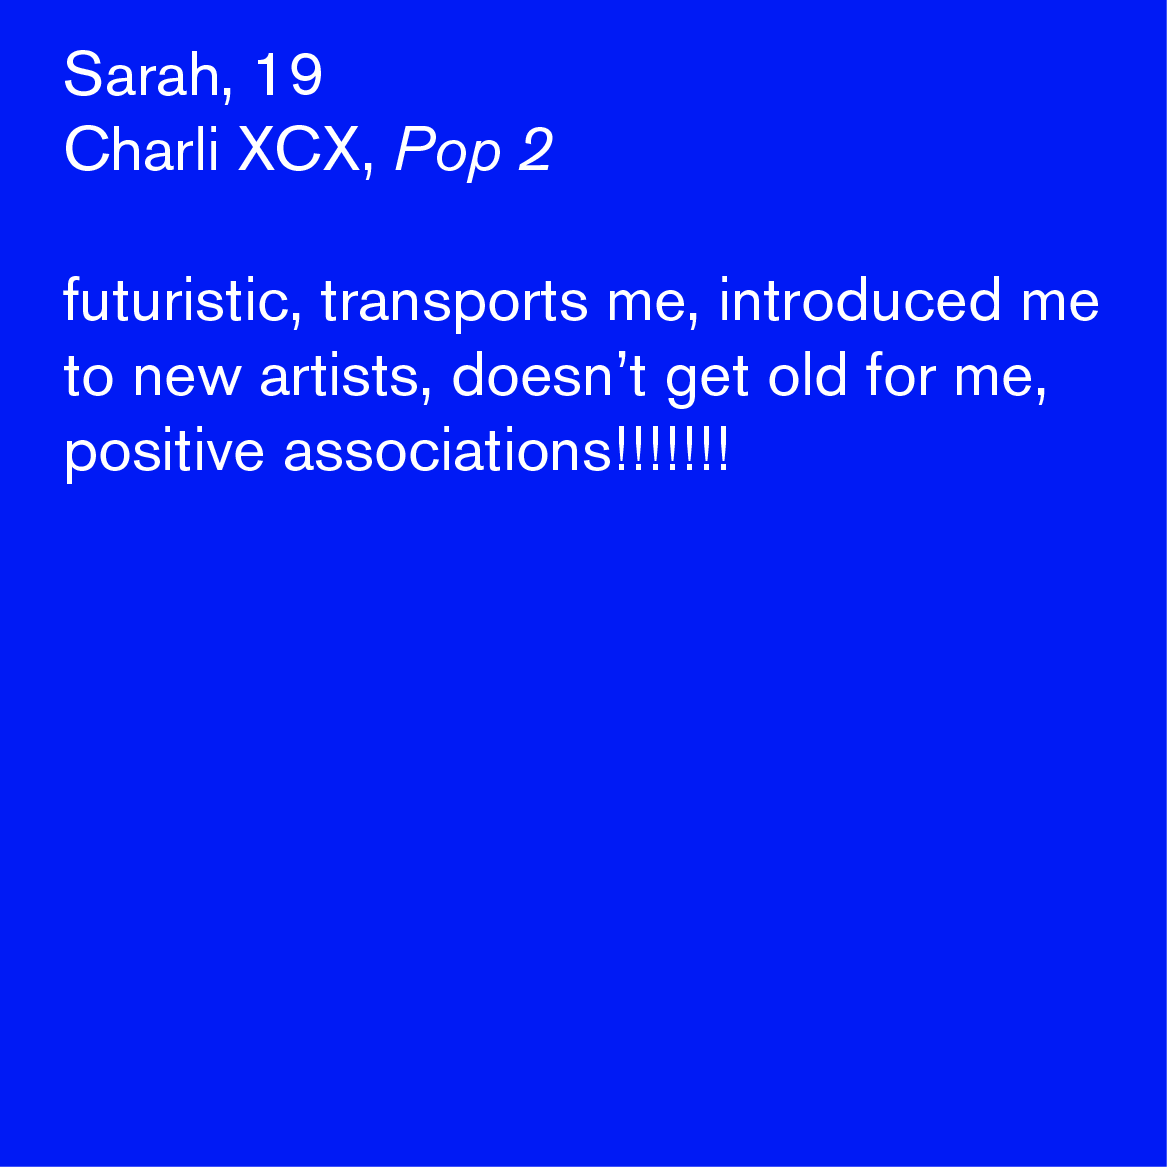 Sarah, 19
Charli XCX, Pop 2
futuristic, transports me, introduced me
to new artists, doesn’t get old for me,
positive associations!!!!!!!